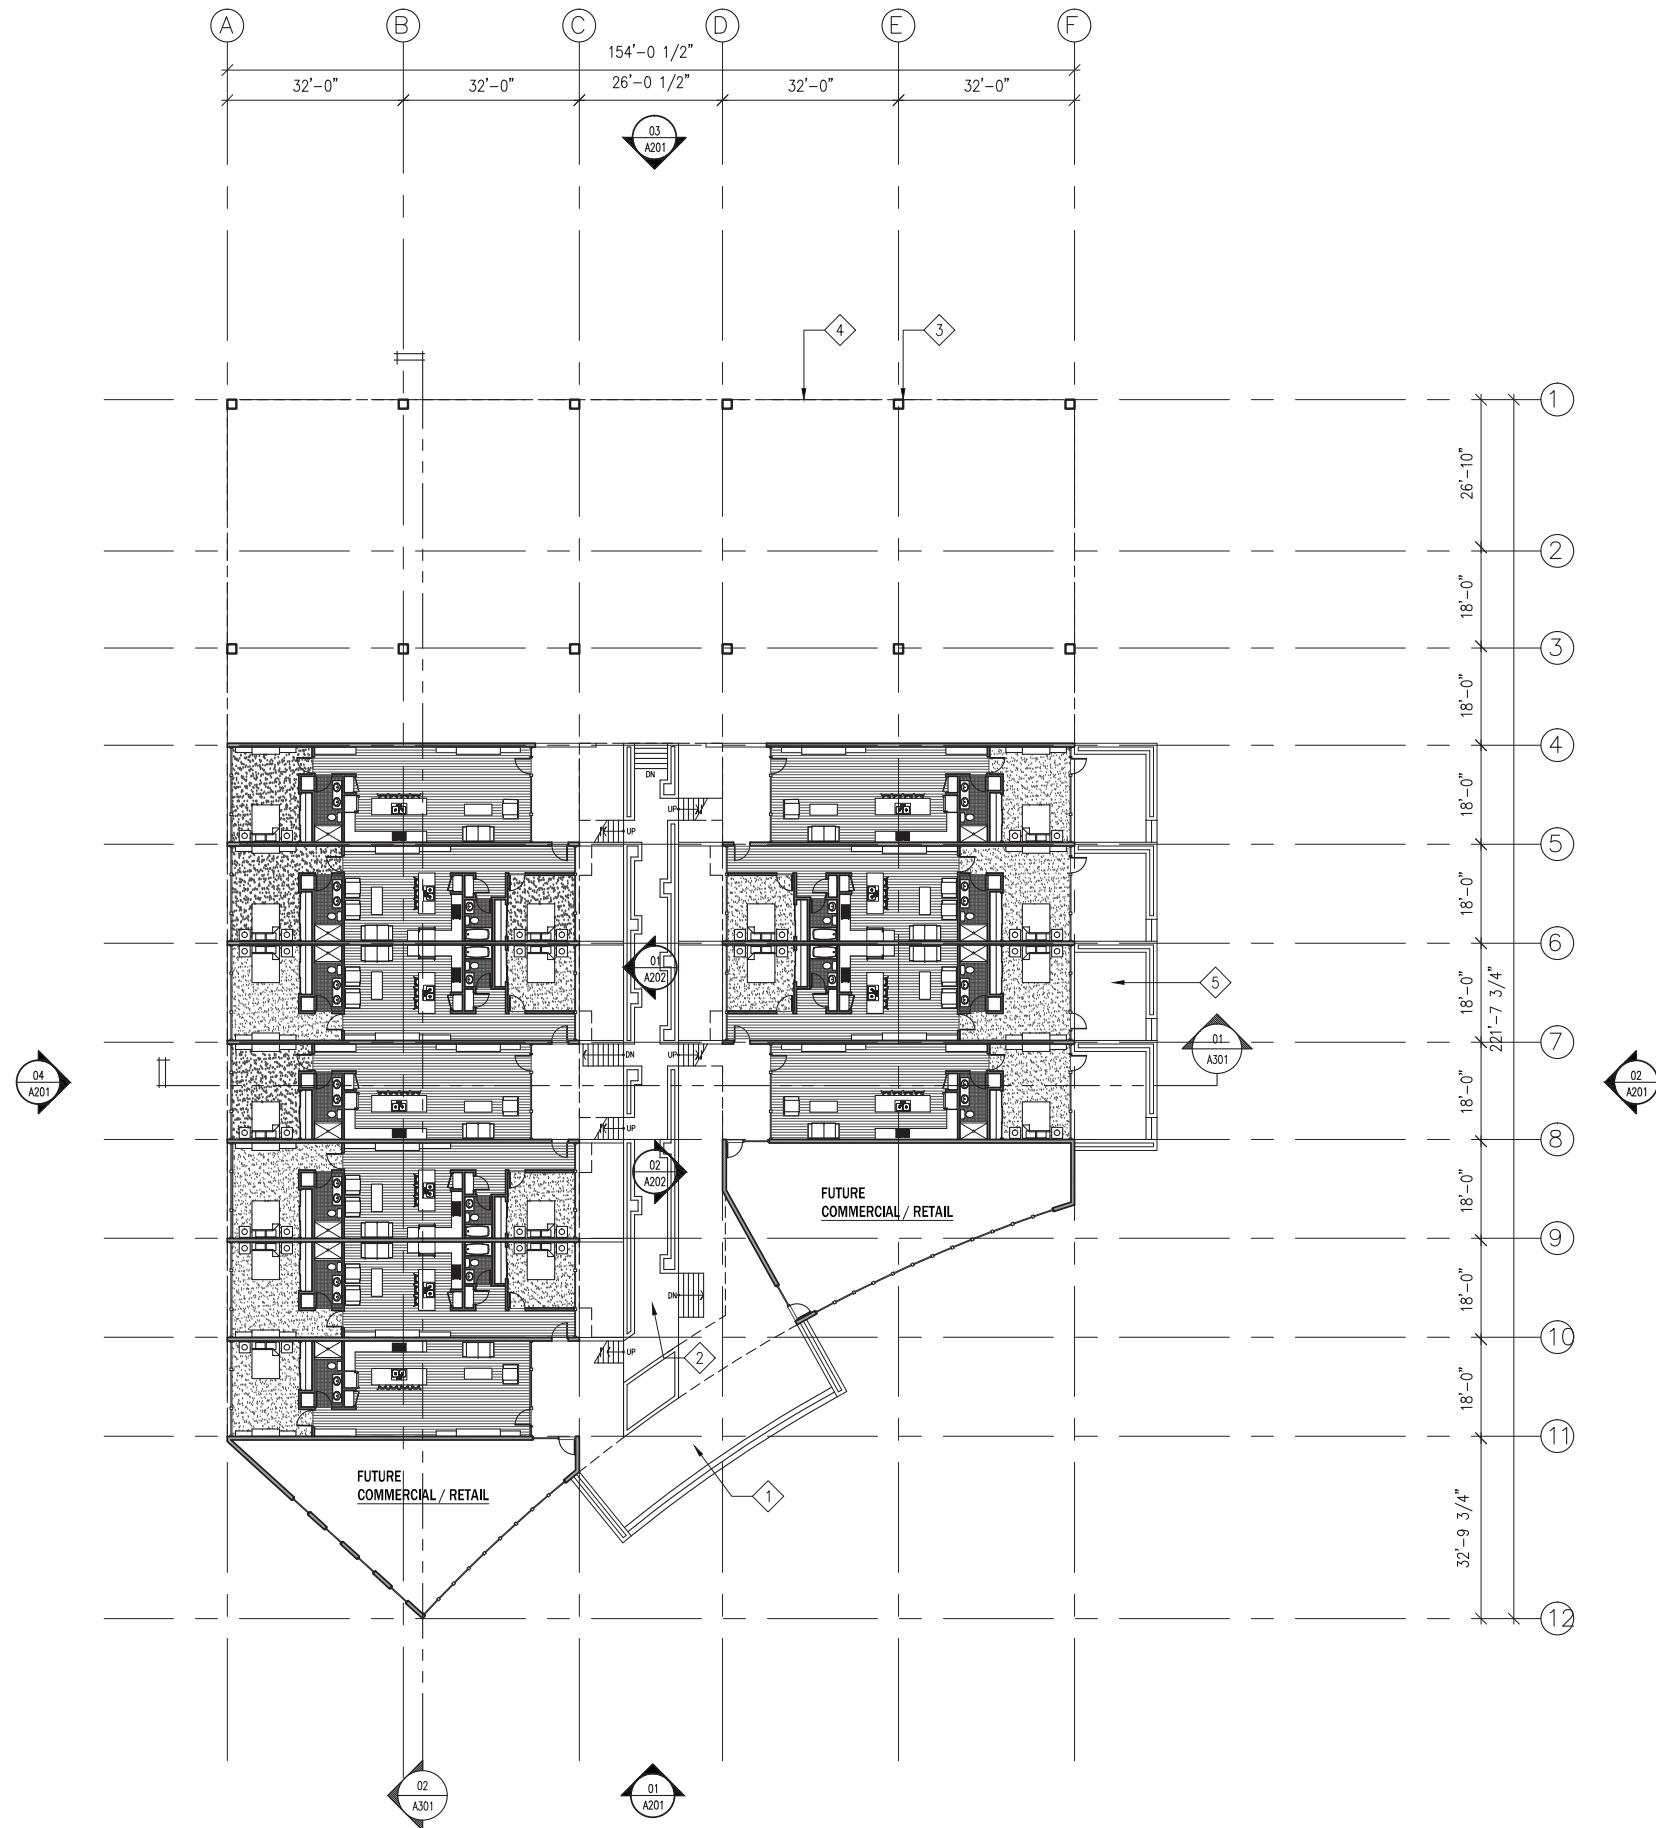 A B C D E F
154'-0 1/2"
32'-0" 32'-0" 26'-0 1/2" 32'-0" 32'-0"
03
A201
4 3
1
26'-10"
2
18'-0"
3
18'-0"
4
DN
UP
UP
18'-0"
5
18'-0"
6
01
A202
5
18'-0"
221'-7 3/4"
01
A301
7
DN UP
04
A201
02
A201
18'-0"
UP
8
02
A202
FUTURE
COMMERCIAL / RETAIL
18'-0"
9
DN
18'-0"
10
UP
2
18'-0"
11
FUTURE
COMMERCIAL / RETAIL
1
32'-9 3/4"
12
02
A301
01
A201